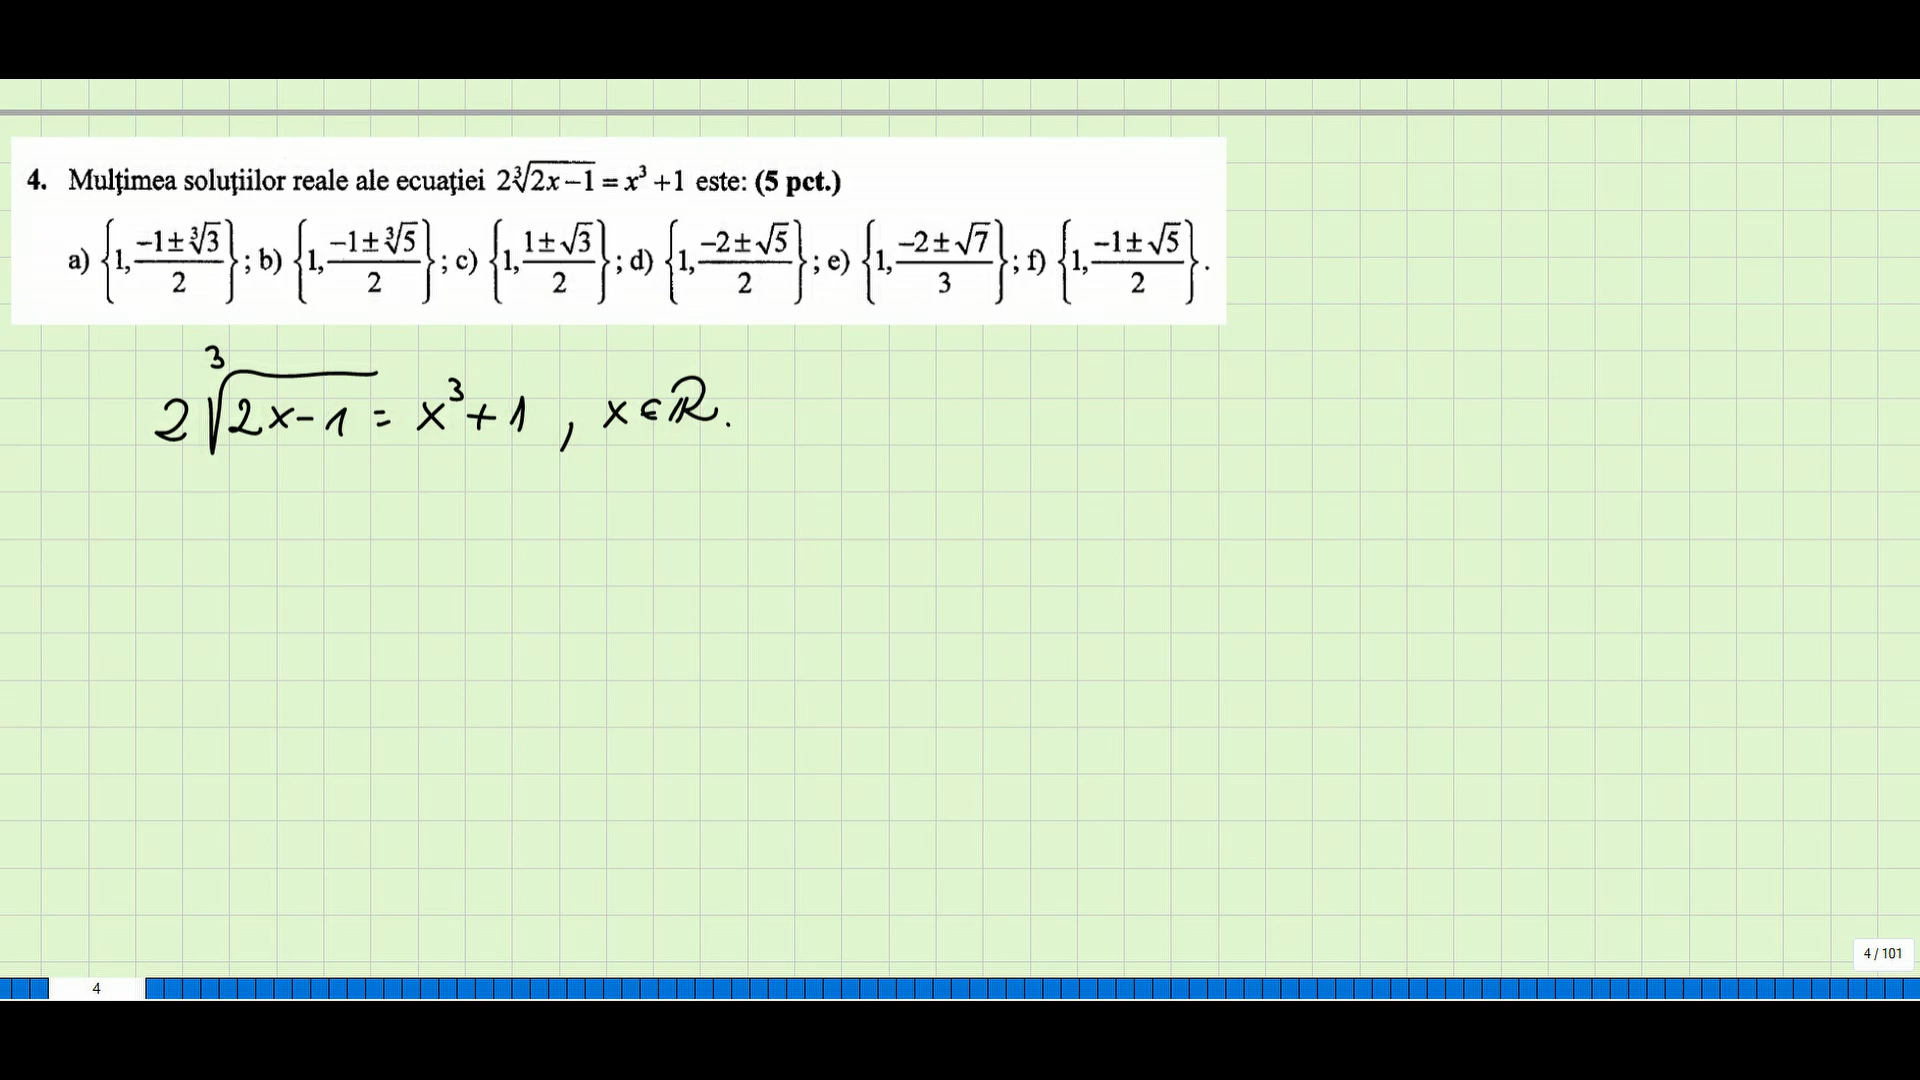 4. Mulţimea soluţiilor reale ale ecuaţiei 2∛(2x−1) = x³ +1 este: (5 pct.)
a) {1, (−1±∛3)/2}; b) {1, (−1±∛5)/2}; c) {1, (1±√3)/2}; d) {1, (−2±√5)/2}; e) {1, (−2±√7)/3}; f) {1, (−1±√5)/2}.
2∛(2x−1) = x³+1 , x∈ℝ.
4 / 101
4